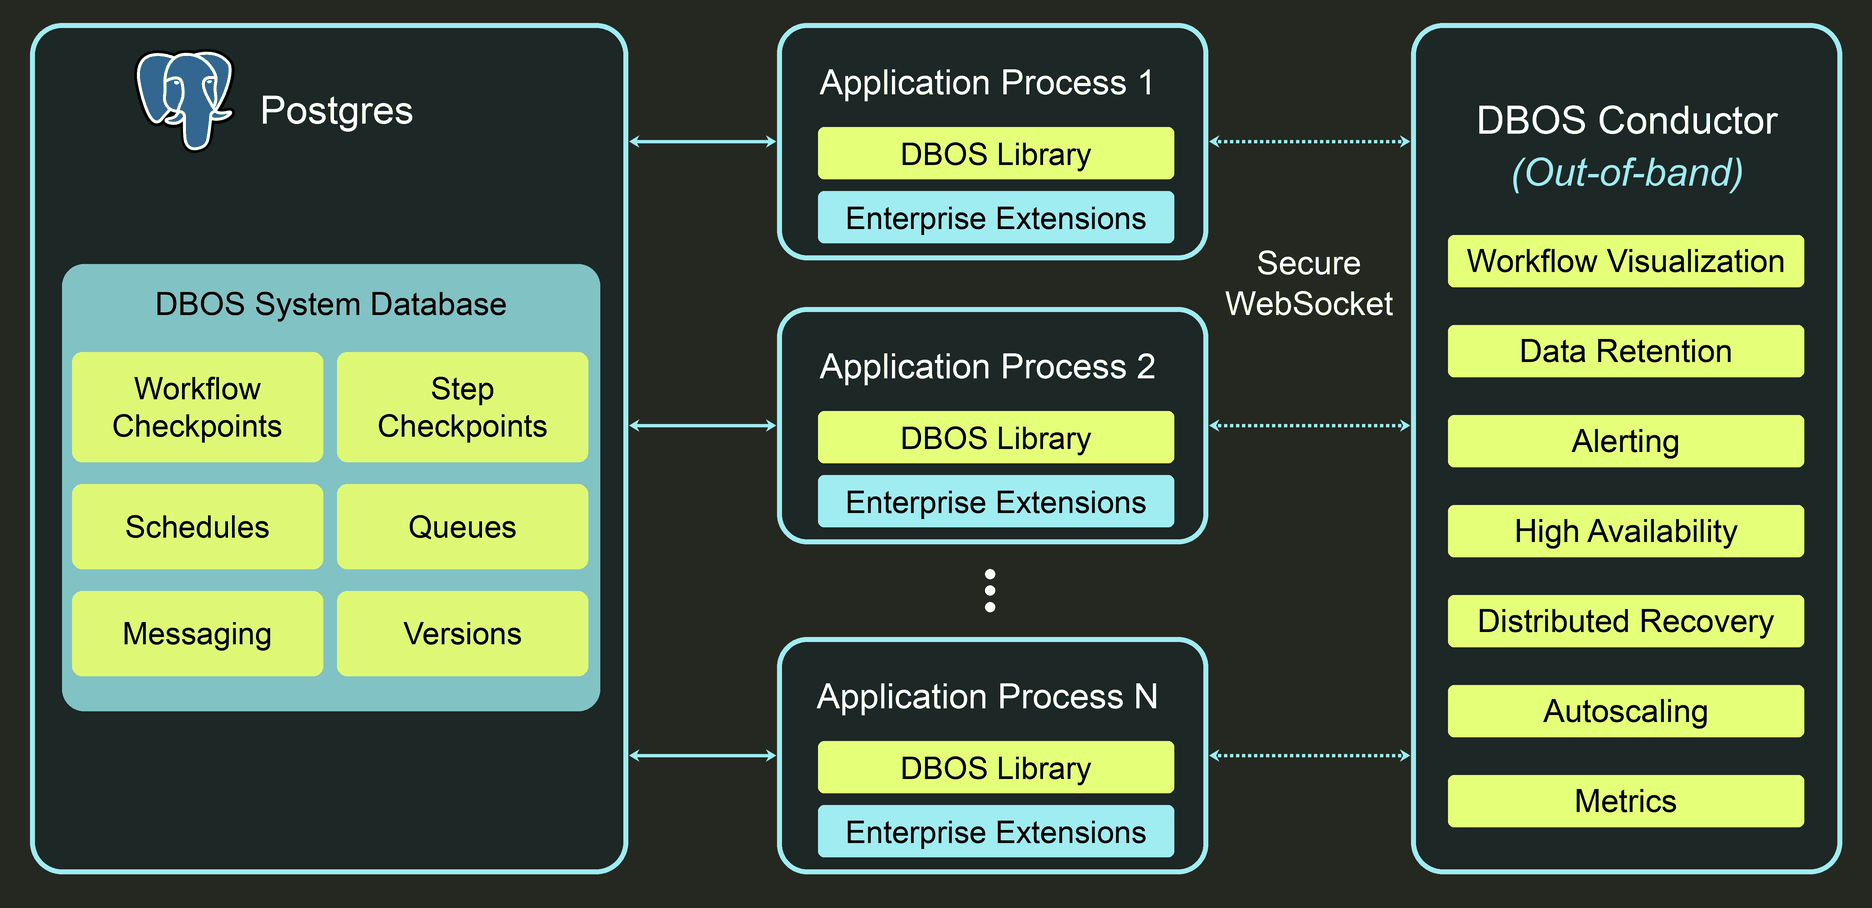 Postgres
DBOS System Database
Workflow
Checkpoints
Step
Checkpoints
Schedules
Queues
Messaging
Versions
Application Process 1
DBOS Library
Enterprise Extensions
Application Process 2
DBOS Library
Enterprise Extensions
Application Process N
DBOS Library
Enterprise Extensions
Secure
WebSocket
DBOS Conductor
(Out-of-band)
Workflow Visualization
Data Retention
Alerting
High Availability
Distributed Recovery
Autoscaling
Metrics